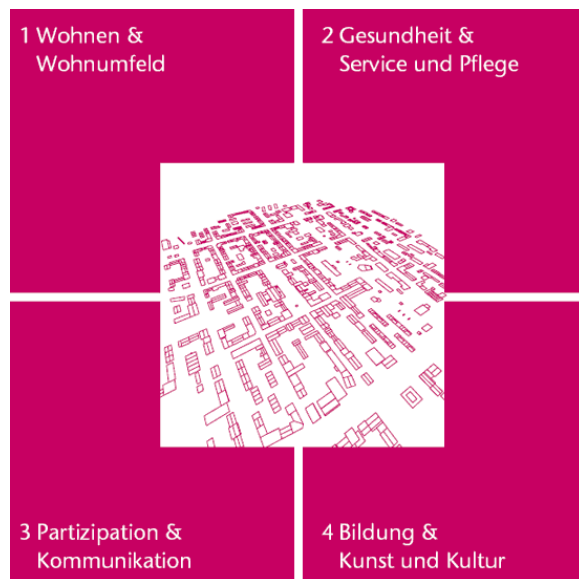 1 Wohnen &
Wohnumfeld
2 Gesundheit &
Service und Pflege
3 Partizipation &
Kommunikation
4 Bildung &
Kunst und Kultur